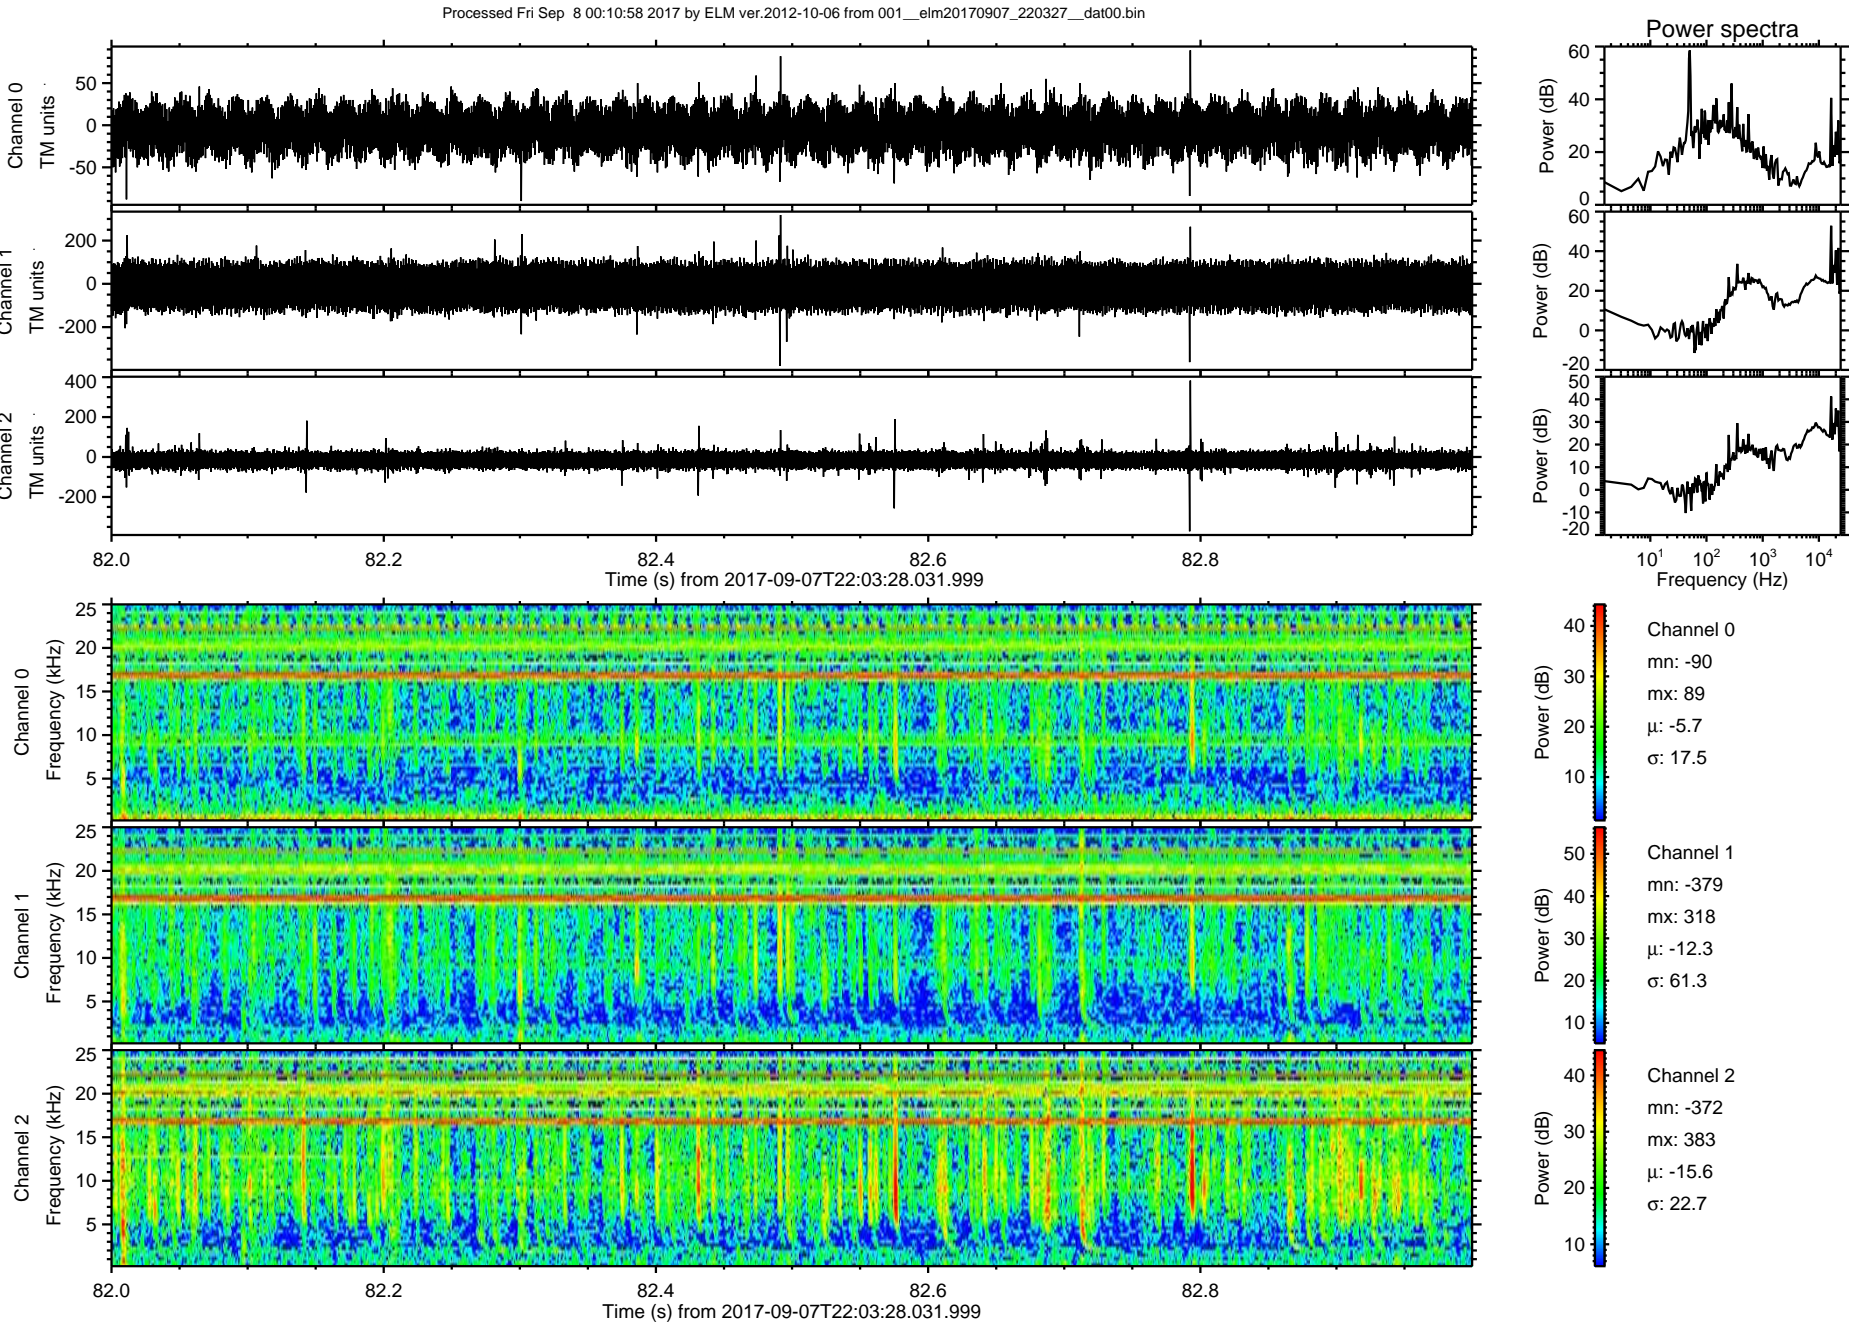 Processed Fri Sep  8 00:10:58 2017 by ELM ver.2012-10-06 from 001__elm20170907_220327__dat00.bin
Power spectra
Channel 0
TM units
50
0
-50
Power (dB)
60
40
20
0
Channel 1
TM units
200
0
-200
Power (dB)
60
40
20
0
-20
Channel 2
TM units
400
200
0
-200
Power (dB)
50
40
30
20
10
0
-10
-20
82.0
82.2
82.4
82.6
82.8
Time (s) from 2017-09-07T22:03:28.031.999
10^1
10^2
10^3
10^4
Frequency (Hz)
Channel 0
Frequency (kHz)
25
20
15
10
5
Power (dB)
40
30
20
10
Channel 0
mn: -90
mx: 89
μ: -5.7
σ: 17.5
Channel 1
Frequency (kHz)
25
20
15
10
5
Power (dB)
50
40
30
20
10
Channel 1
mn: -379
mx: 318
μ: -12.3
σ: 61.3
Channel 2
Frequency (kHz)
25
20
15
10
5
Power (dB)
40
30
20
10
Channel 2
mn: -372
mx: 383
μ: -15.6
σ: 22.7
82.0
82.2
82.4
82.6
82.8
Time (s) from 2017-09-07T22:03:28.031.999